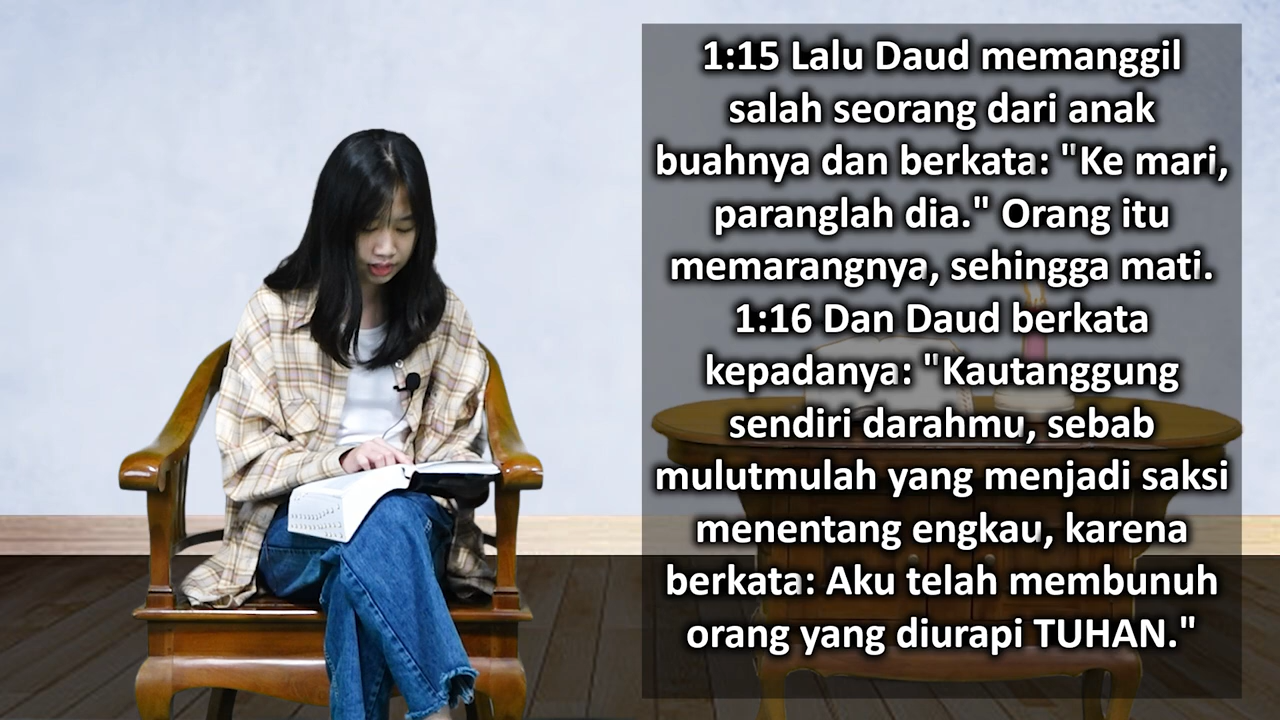 1:15 Lalu Daud memanggil
salah seorang dari anak
buahnya dan berkata: "Ke mari,
paranglah dia." Orang itu
memarangnya, sehingga mati.
1:16 Dan Daud berkata
kepadanya: "Kautanggung
sendiri darahmu, sebab
mulutmulah yang menjadi saksi
menentang engkau, karena
berkata: Aku telah membunuh
orang yang diurapi TUHAN."